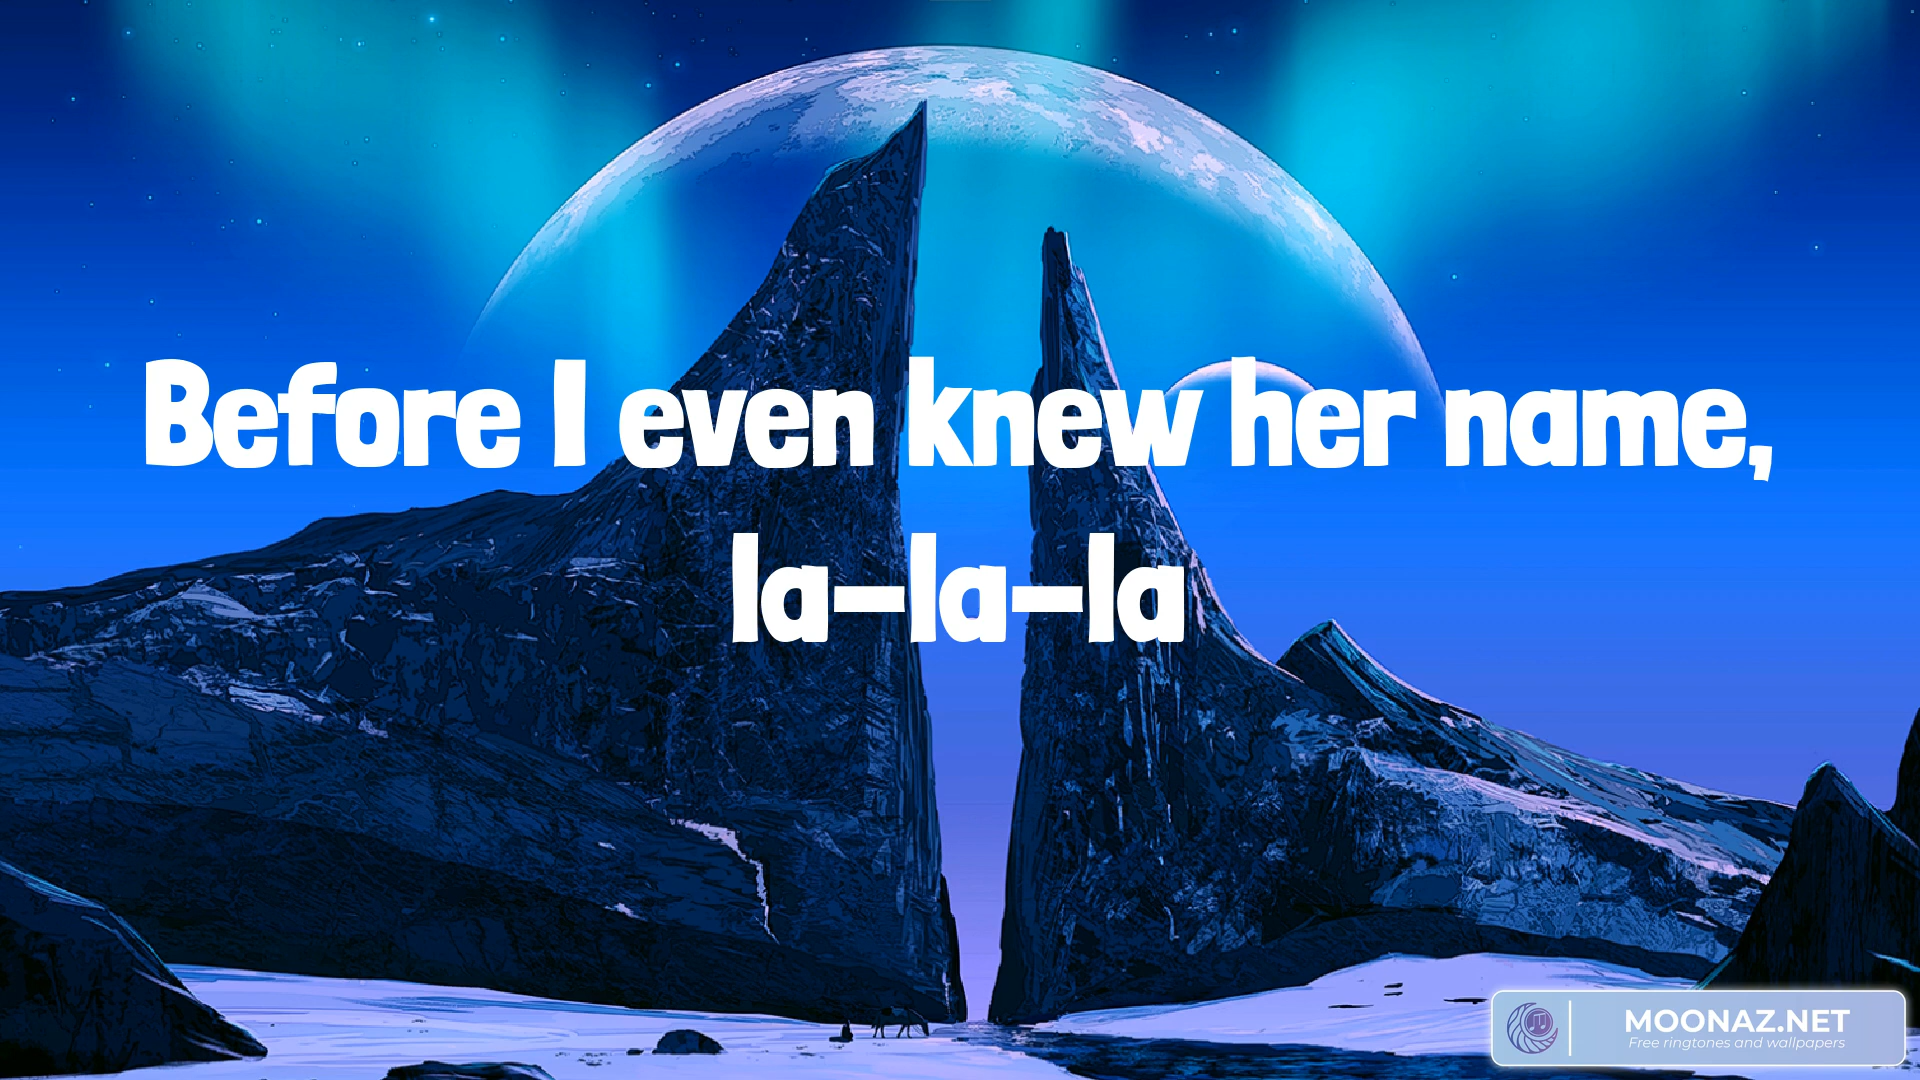 Before I even knew her name,
la-la-la
MOONAZ.NET
Free ringtones and wallpapers